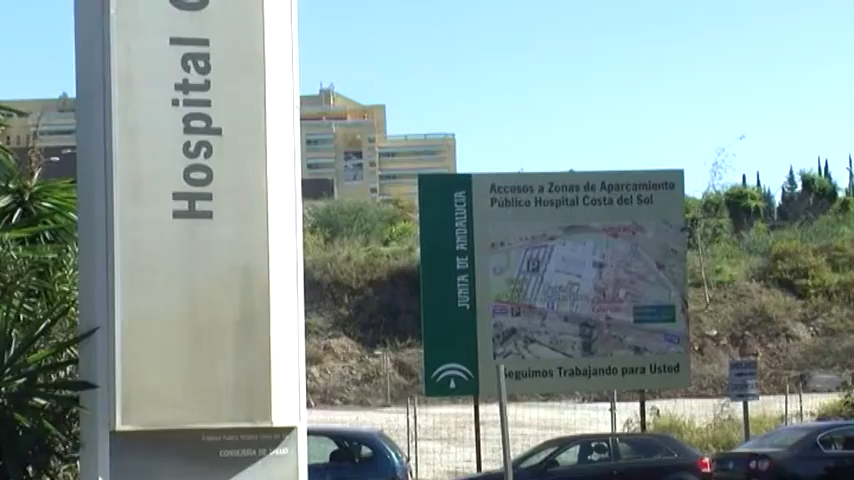 Hospital C
CONSEJERÍA DE SALUD
JUNTA DE ANDALUCIA
Accesos a Zonas de Aparcamiento
Público Hospital Costa del Sol
Seguimos Trabajando para Usted